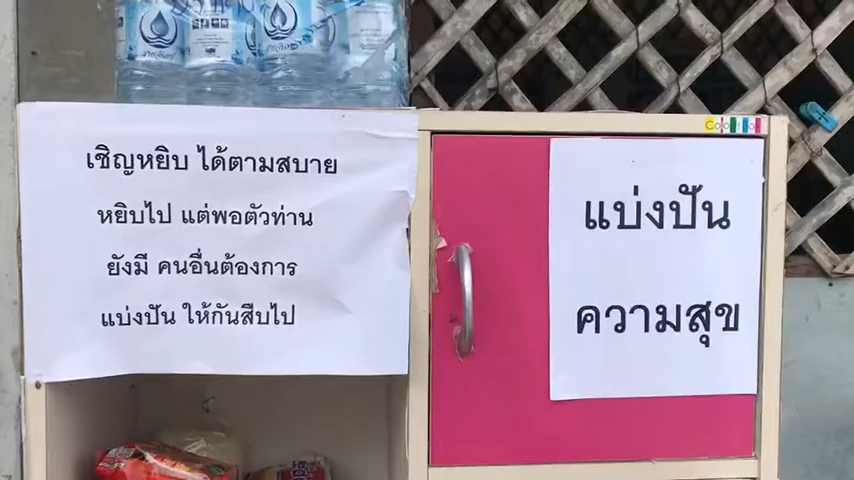 เชิญหยิบ ได้ตามสบาย
หยิบไป แต่พอตัวท่าน
ยังมี คนอื่นต้องการ
แบ่งปัน ให้กันสืบไป
แบ่งปัน
ความสุข